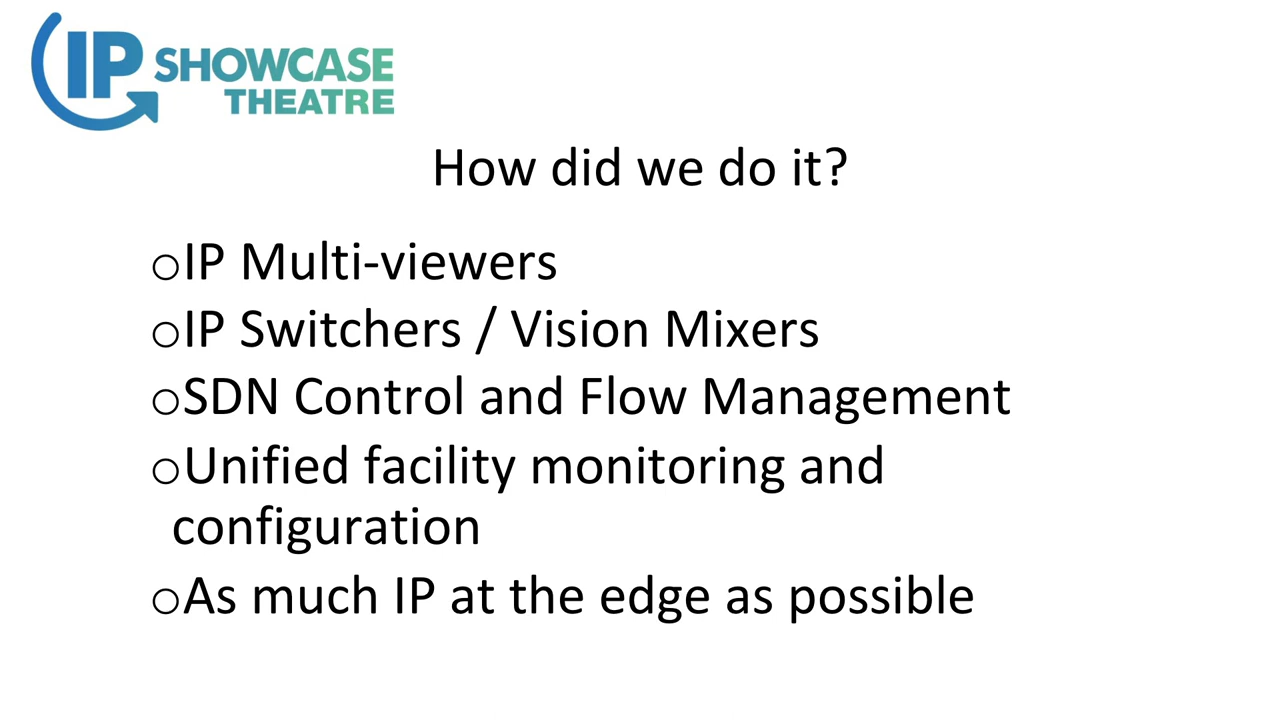 IP SHOWCASE
THEATRE
How did we do it?
oIP Multi-viewers
oIP Switchers / Vision Mixers
oSDN Control and Flow Management
oUnified facility monitoring and
configuration
oAs much IP at the edge as possible